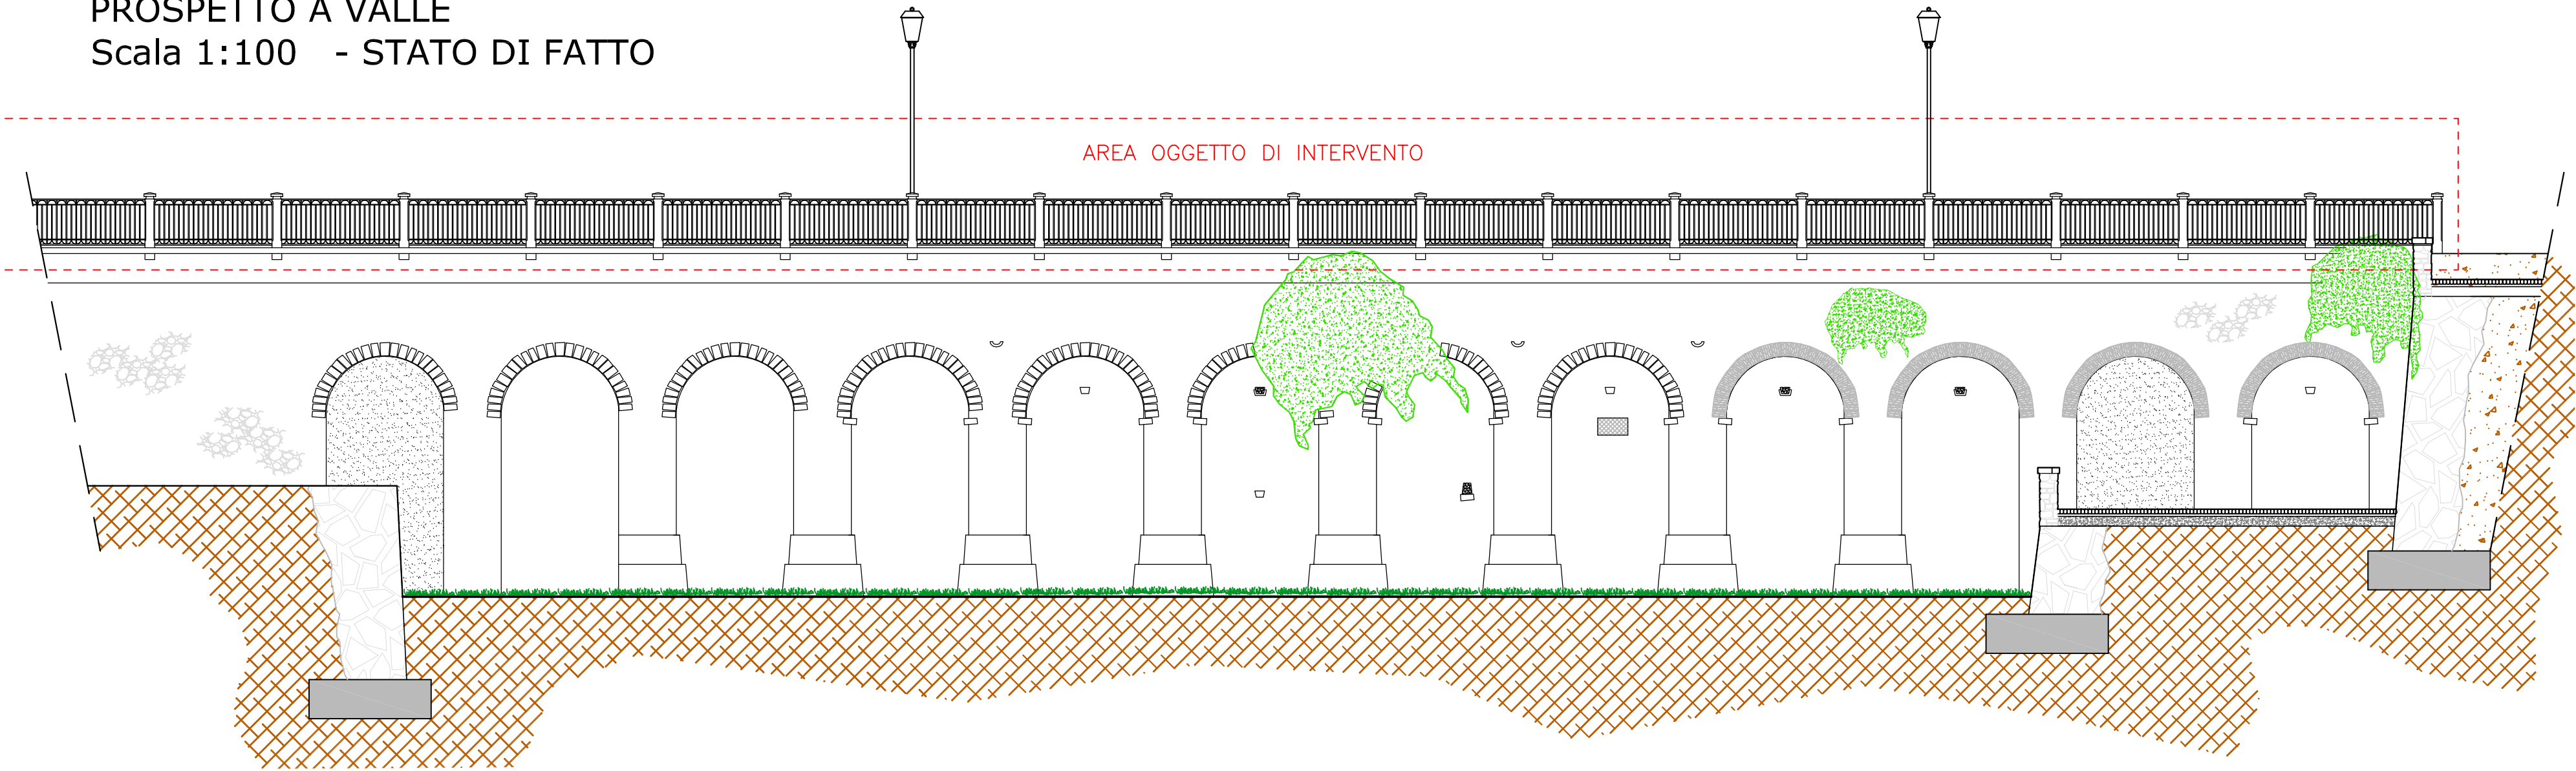 PROSPETTO A VALLE
Scala 1:100 - STATO DI FATTO
AREA OGGETTO DI INTERVENTO